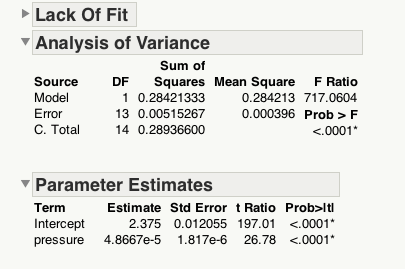 Lack Of Fit
Analysis of Variance
Sum of
Source DF Squares Mean Square F Ratio
Model 1 0.28421333 0.284213 717.0604
Error 13 0.00515267 0.000396 Prob > F
C. Total 14 0.28936600 <.0001*
Parameter Estimates
Term Estimate Std Error t Ratio Prob>|t|
Intercept 2.375 0.012055 197.01 <.0001*
pressure 4.8667e-5 1.817e-6 26.78 <.0001*